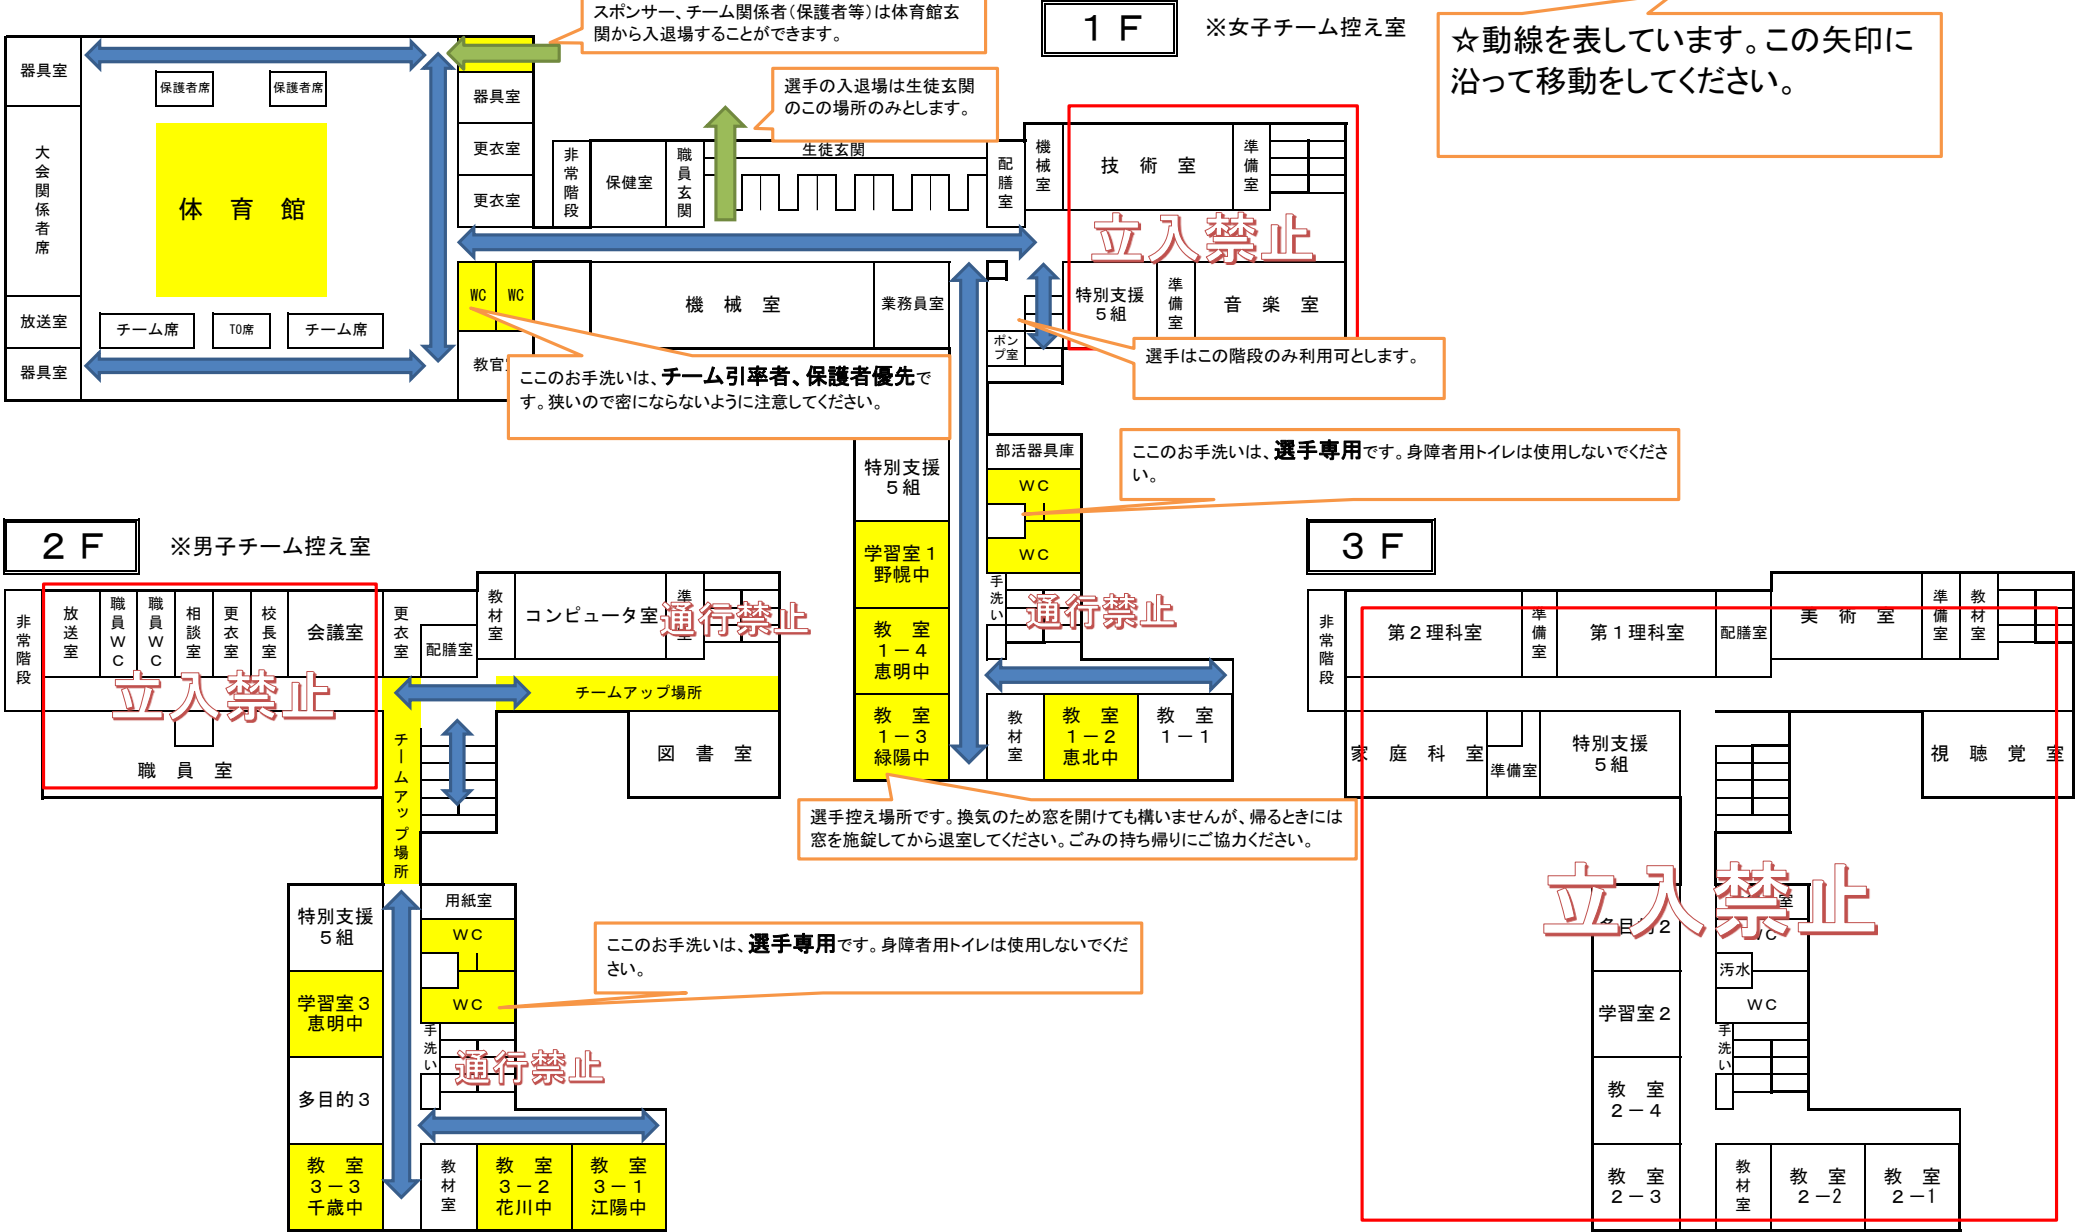 スポンサー、チーム関係者（保護者等）は体育館玄
関から入退場することができます。
１Ｆ
※女子チーム控え室
☆動線を表しています。この矢印に
沿って移動をしてください。
選手の入退場は生徒玄関
のこの場所のみとします。
器具室
保護者席
保護者席
器具室
大会関係者席
体　育　館
更衣室
更衣室
非常階段
保健室
職員玄関
生徒玄関
配膳室
機械室
技　術　室
準備室
立入禁止
放送室
器具室
チーム席
TO席
チーム席
WC
WC
機　械　室
業務員室
ポンプ室
特別支援
５組
準備室
音　楽　室
選手はこの階段のみ利用可とします。
教官
ここのお手洗いは、チーム引率者、保護者優先で
す。狭いので密にならないように注意してください。
特別支援
５組
部活器具庫
ＷＣ
ＷＣ
ここのお手洗いは、選手専用です。身障者用トイレは使用しないでくださ
い。
学習室１
野幌中
手洗い
通行禁止
教　室
１－４
恵明中
教　室
１－３
緑陽中
教材室
教　室
１－２
恵北中
教　室
１－１
選手控え場所です。換気のため窓を開けても構いませんが、帰るときには
窓を施錠してから退室してください。ごみの持ち帰りにご協力ください。
２Ｆ
※男子チーム控え室
非常階段
放送室
職員ＷＣ
職員ＷＣ
相談室
更衣室
校長室
会議室
更衣室
配膳室
教材室
コンピュータ室
準
通行禁止
立入禁止
チームアップ場所
職　員　室
チームアップ場所
図　書　室
特別支援
５組
用紙室
ＷＣ
ＷＣ
ここのお手洗いは、選手専用です。身障者用トイレは使用しないでくだ
さい。
学習室３
恵明中
手洗い
通行禁止
多目的３
教　室
３－３
千歳中
教材室
教　室
３－２
花川中
教　室
３－１
江陽中
３Ｆ
非常階段
第２理科室
準備室
第１理科室
配膳室
美　術　室
準備室
教材室
家　庭　科　室
準備室
特別支援
５組
視　聴　覚　室
立入禁止
多目的2
室
ＷＣ
汚水
ＷＣ
学習室２
手洗い
教　室
２－４
教　室
２－３
教材室
教　室
２－2
教　室
２－1